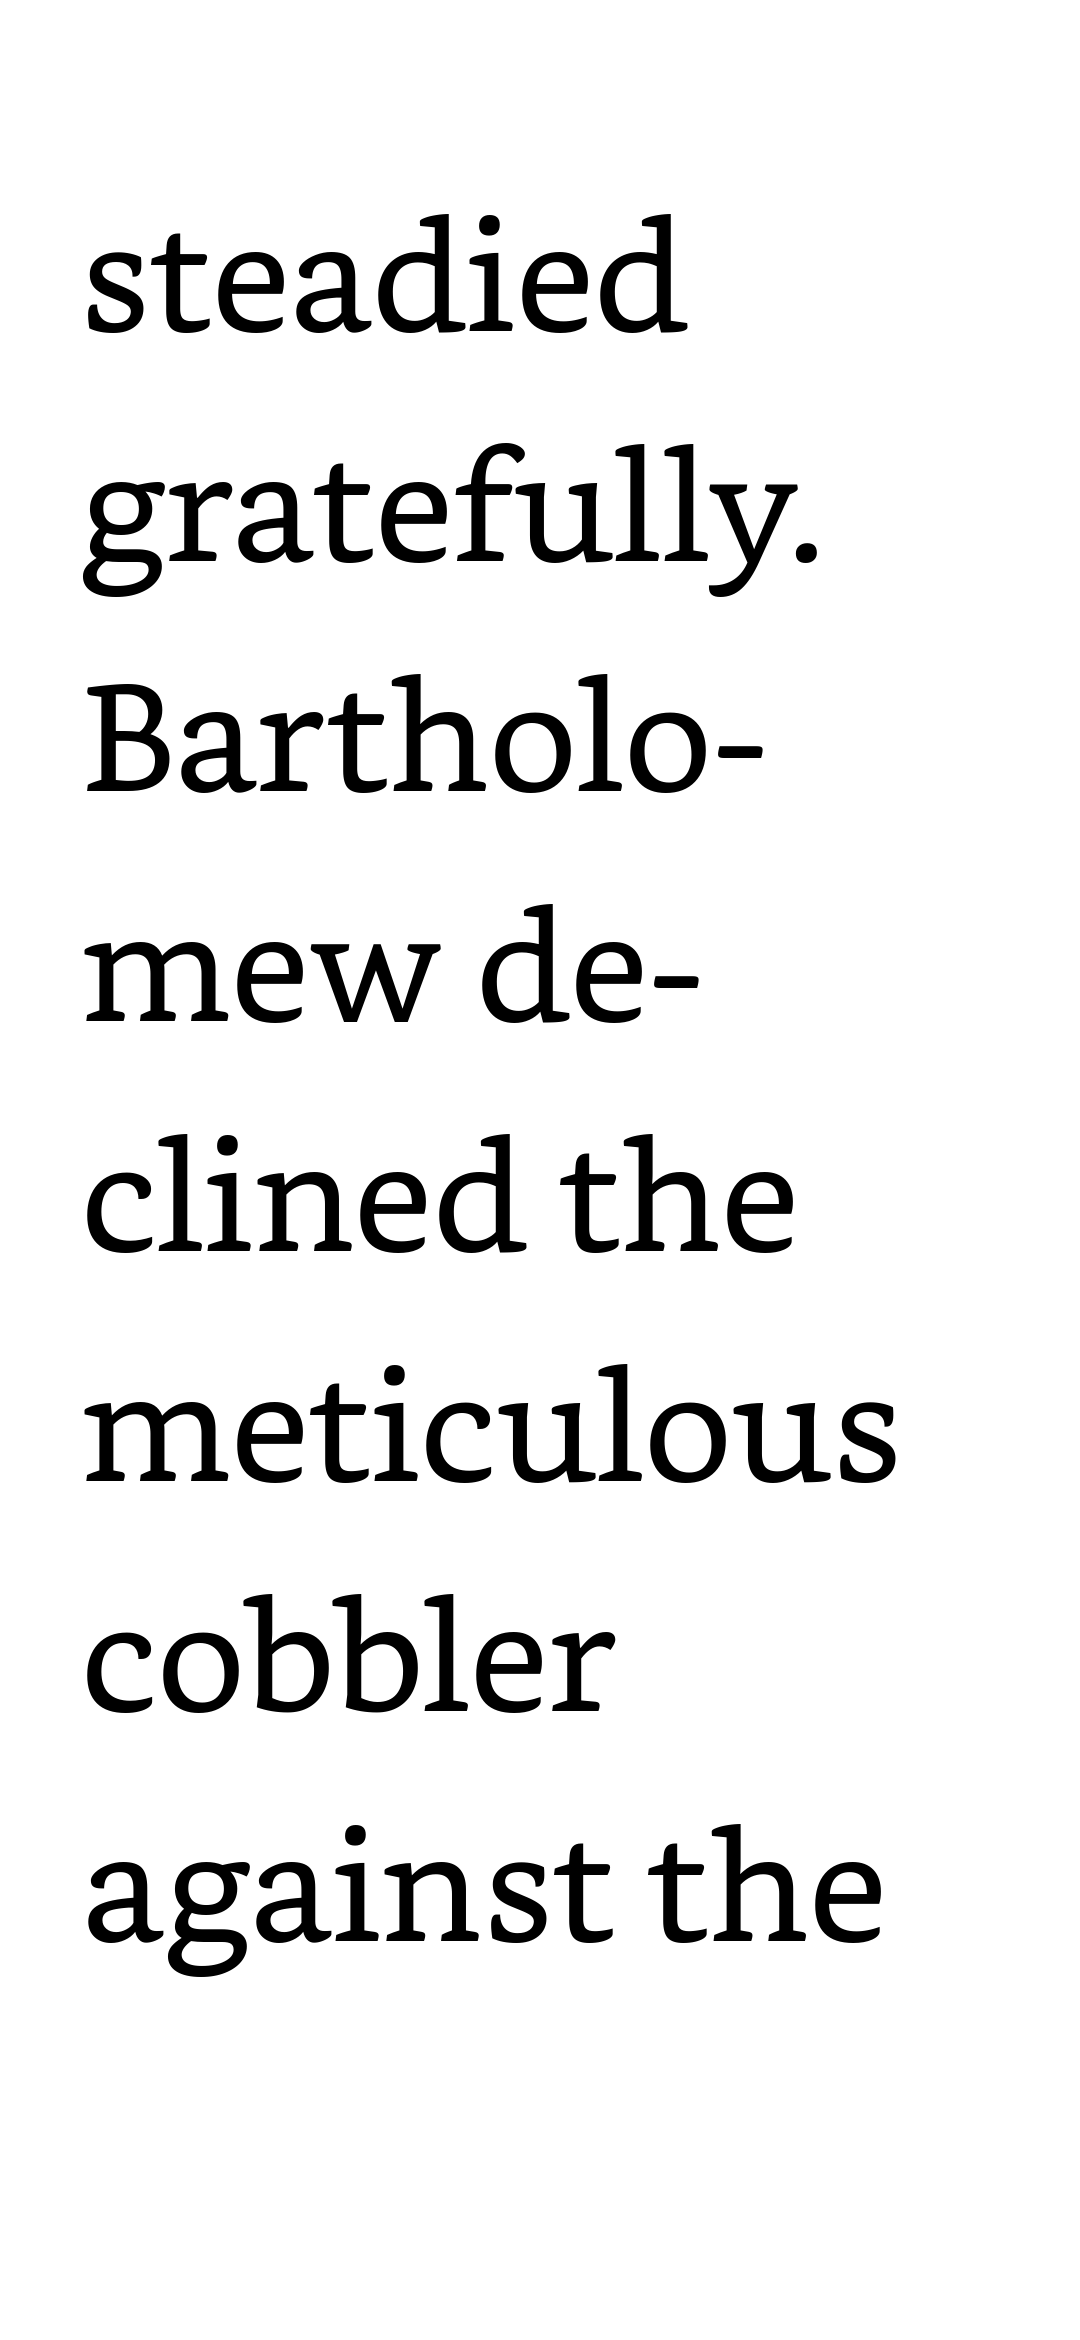 steadied
gratefully.
Bartholo-
mew de-
clined the
meticulous
cobbler
against the